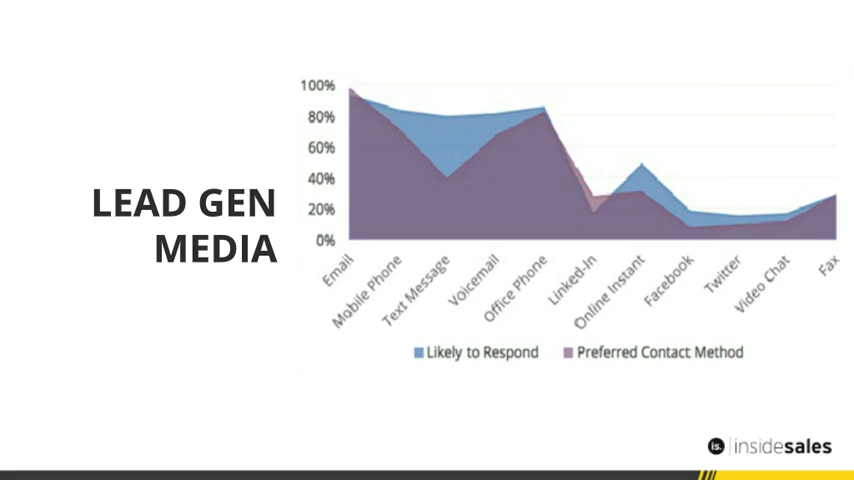 LEAD GEN
MEDIA
100%
80%
60%
40%
20%
0%
Email
Mobile Phone
Text Message
Voicemail
Office Phone
Linked-In
Online Instant
Facebook
Twitter
Video Chat
Fax
Likely to Respond
Preferred Contact Method
is. insidesales